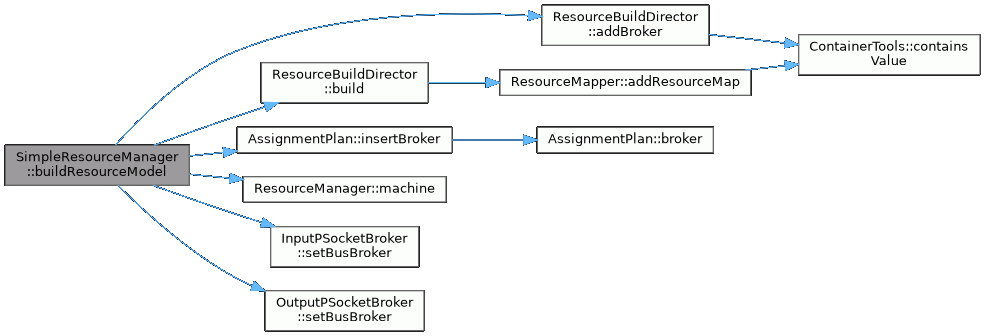 ResourceBuildDirector
::addBroker
ContainerTools::contains
Value
ResourceBuildDirector
::build
ResourceMapper::addResourceMap
AssignmentPlan::insertBroker
AssignmentPlan::broker
SimpleResourceManager
::buildResourceModel
ResourceManager::machine
InputPSocketBroker
::setBusBroker
OutputPSocketBroker
::setBusBroker